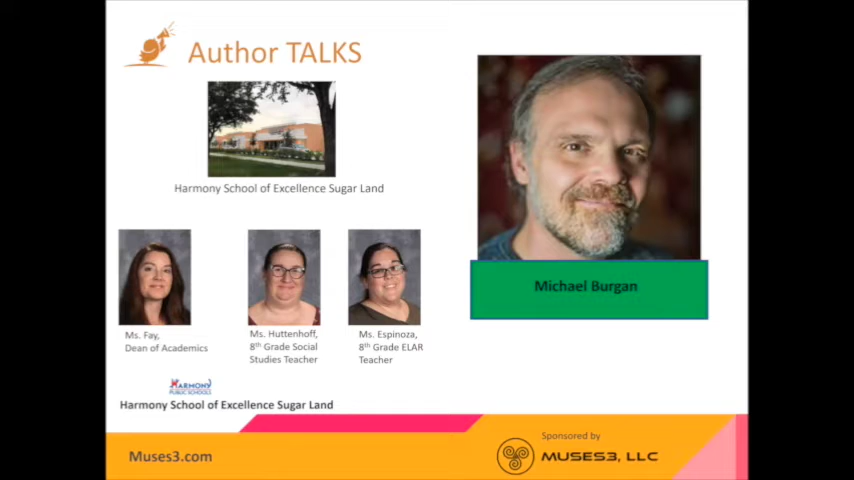 Author TALKS
Harmony School of Excellence Sugar Land
Michael Burgan
Ms. Fay,
Dean of Academics
Ms. Huttenhoff,
8th Grade Social
Studies Teacher
Ms. Espinoza,
8th Grade ELAR
Teacher
HARMONY
PUBLIC SCHOOLS
Harmony School of Excellence Sugar Land
Muses3.com
Sponsored by
MUSES3, LLC